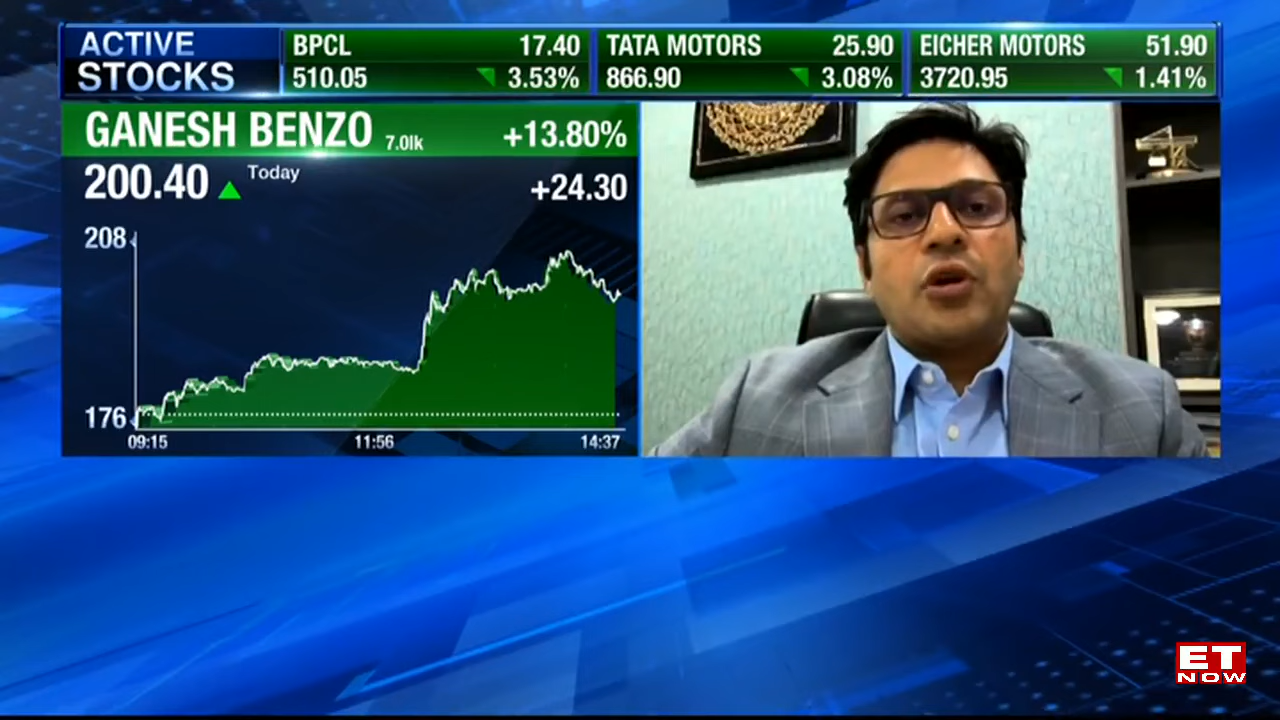 ACTIVE
STOCKS
BPCL 17.40
510.05 3.53%
TATA MOTORS 25.90
866.90 3.08%
EICHER MOTORS 51.90
3720.95 1.41%
GANESH BENZO 7.0lk +13.80%
200.40 Today +24.30
208
176
09:15 11:56 14:37
ET
NOW